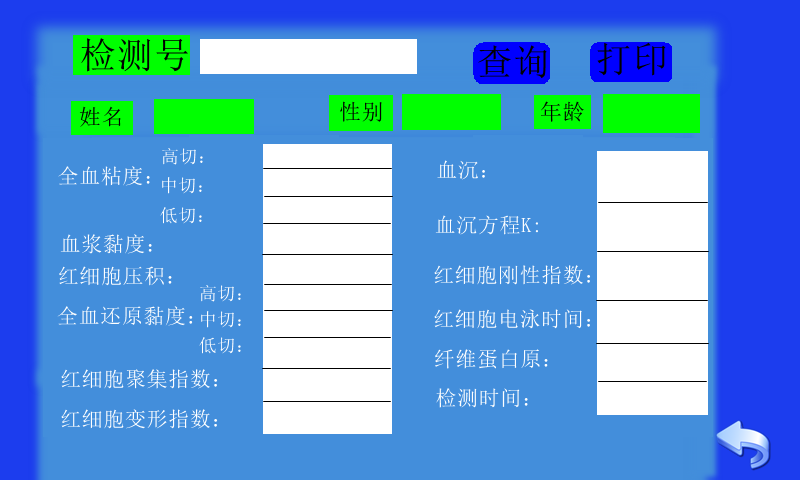 检测号 查询 打印
姓名 性别 年龄
全血粘度: 高切:
中切:
低切:
血浆黏度:
红细胞压积:
全血还原黏度: 高切:
中切:
低切:
红细胞聚集指数:
红细胞变形指数:
血沉:
血沉方程K:
红细胞刚性指数:
红细胞电泳时间:
纤维蛋白原:
检测时间: